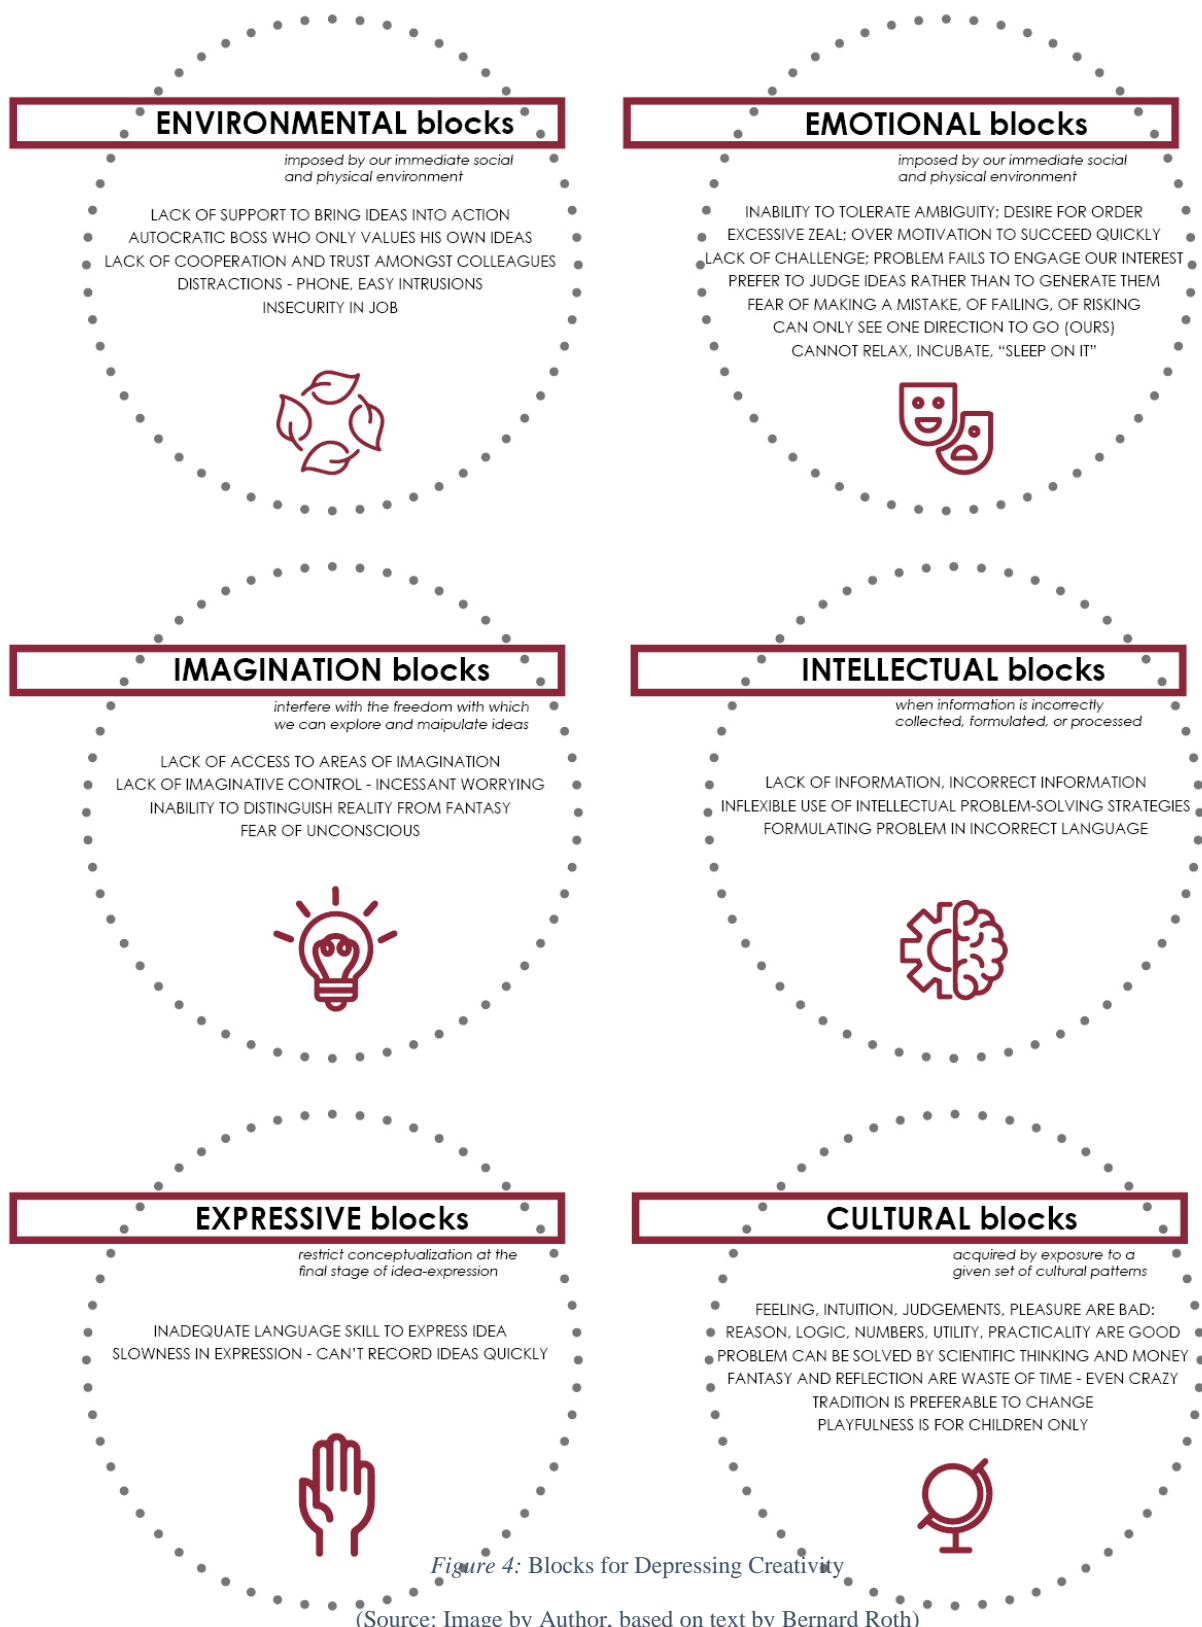 ENVIRONMENTAL blocks
imposed by our immediate social
and physical environment
LACK OF SUPPORT TO BRING IDEAS INTO ACTION
AUTOCRATIC BOSS WHO ONLY VALUES HIS OWN IDEAS
LACK OF COOPERATION AND TRUST AMONGST COLLEAGUES
DISTRACTIONS - PHONE, EASY INTRUSIONS
INSECURITY IN JOB
EMOTIONAL blocks
imposed by our immediate social
and physical environment
INABILITY TO TOLERATE AMBIGUITY; DESIRE FOR ORDER
EXCESSIVE ZEAL; OVER MOTIVATION TO SUCCEED QUICKLY
LACK OF CHALLENGE; PROBLEM FAILS TO ENGAGE OUR INTEREST
PREFER TO JUDGE IDEAS RATHER THAN TO GENERATE THEM
FEAR OF MAKING A MISTAKE, OF FAILING, OF RISKING
CAN ONLY SEE ONE DIRECTION TO GO (OURS)
CANNOT RELAX, INCUBATE, “SLEEP ON IT”
IMAGINATION blocks
interfere with the freedom with which
we can explore and maipulate ideas
LACK OF ACCESS TO AREAS OF IMAGINATION
LACK OF IMAGINATIVE CONTROL - INCESSANT WORRYING
INABILITY TO DISTINGUISH REALITY FROM FANTASY
FEAR OF UNCONSCIOUS
INTELLECTUAL blocks
when information is incorrectly
collected, formulated, or processed
LACK OF INFORMATION, INCORRECT INFORMATION
INFLEXIBLE USE OF INTELLECTUAL PROBLEM-SOLVING STRATEGIES
FORMULATING PROBLEM IN INCORRECT LANGUAGE
EXPRESSIVE blocks
restrict conceptualization at the
final stage of idea-expression
INADEQUATE LANGUAGE SKILL TO EXPRESS IDEA
SLOWNESS IN EXPRESSION - CAN'T RECORD IDEAS QUICKLY
CULTURAL blocks
acquired by exposure to a
given set of cultural patterns
FEELING, INTUITION, JUDGEMENTS, PLEASURE ARE BAD:
REASON, LOGIC, NUMBERS, UTILITY, PRACTICALITY ARE GOOD
PROBLEM CAN BE SOLVED BY SCIENTIFIC THINKING AND MONEY
FANTASY AND REFLECTION ARE WASTE OF TIME - EVEN CRAZY
TRADITION IS PREFERABLE TO CHANGE
PLAYFULNESS IS FOR CHILDREN ONLY
Figure 4: Blocks for Depressing Creativity
(Source: Image by Author, based on text by Bernard Roth)